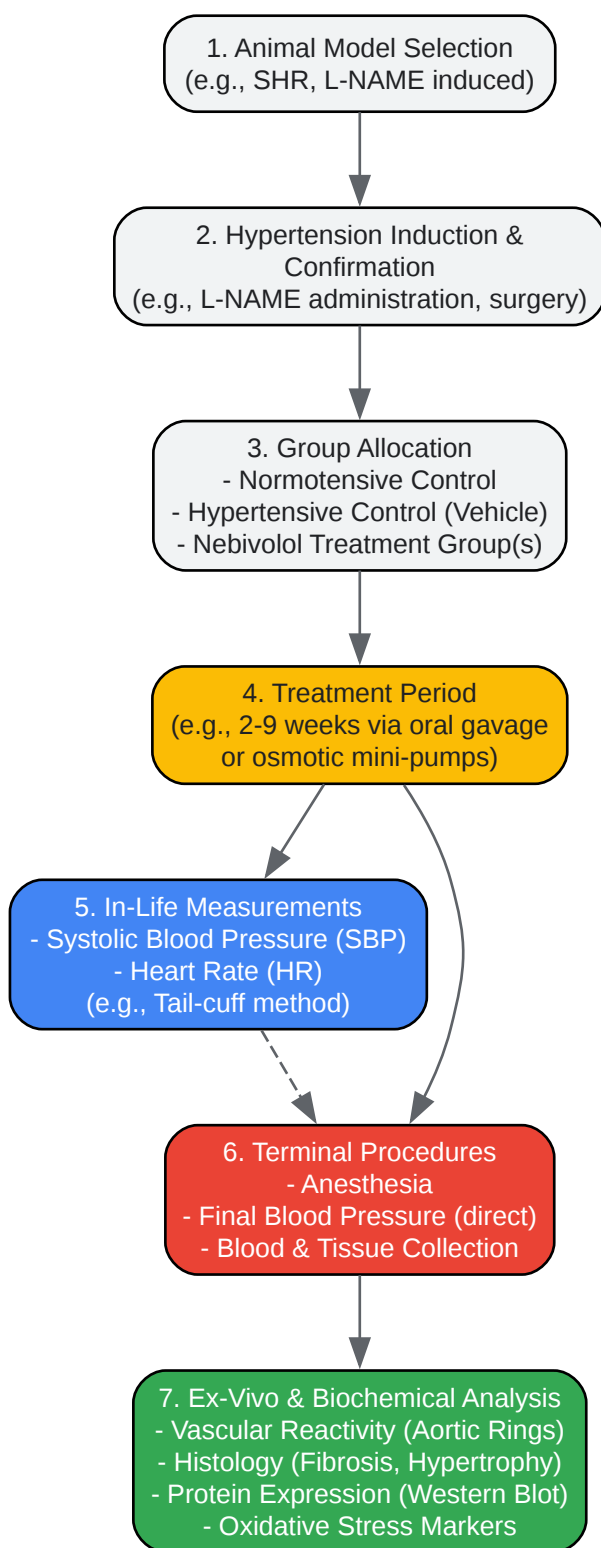 1. Animal Model Selection
(e.g., SHR, L-NAME induced)
2. Hypertension Induction &
Confirmation
(e.g., L-NAME administration, surgery)
3. Group Allocation
- Normotensive Control
- Hypertensive Control (Vehicle)
- Nebivolol Treatment Group(s)
4. Treatment Period
(e.g., 2-9 weeks via oral gavage
or osmotic mini-pumps)
5. In-Life Measurements
- Systolic Blood Pressure (SBP)
- Heart Rate (HR)
(e.g., Tail-cuff method)
6. Terminal Procedures
- Anesthesia
- Final Blood Pressure (direct)
- Blood & Tissue Collection
7. Ex-Vivo & Biochemical Analysis
- Vascular Reactivity (Aortic Rings)
- Histology (Fibrosis, Hypertrophy)
- Protein Expression (Western Blot)
- Oxidative Stress Markers